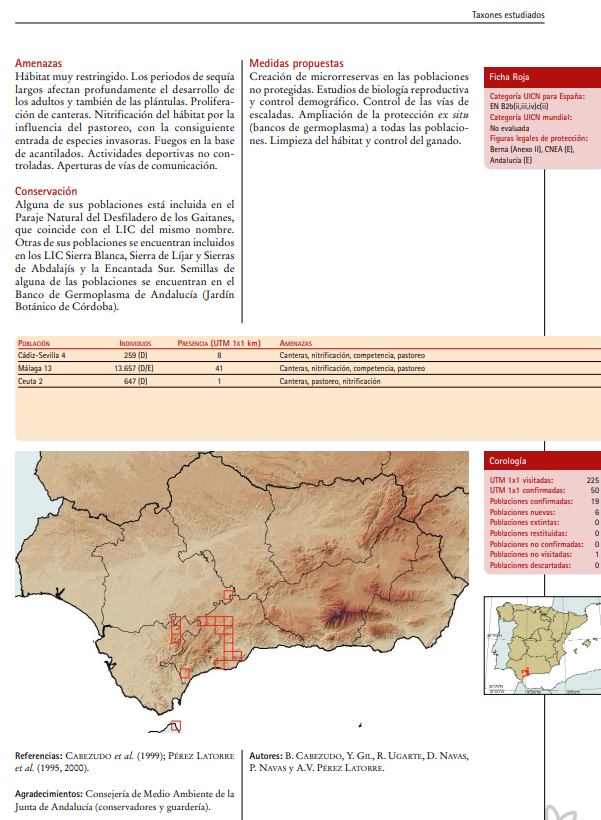 Taxones estudiados
Amenazas
Hábitat muy restringido. Los periodos de sequía
largos afectan profundamente el desarrollo de
los adultos y también de las plántulas. Prolifera-
ción de canteras. Nitrificación del hábitat por la
influencia del pastoreo, con la consiguiente
entrada de especies invasoras. Fuegos en la base
de acantilados. Actividades deportivas no con-
troladas. Aperturas de vías de comunicación.
Conservación
Alguna de sus poblaciones está incluida en el
Paraje Natural del Desfiladero de los Gaitanes,
que coincide con el LIC del mismo nombre.
Otras de sus poblaciones se encuentran incluidos
en los LIC Sierra Blanca, Sierra de Líjar y Sierras
de Abdalajís y la Encantada Sur. Semillas de
alguna de las poblaciones se encuentran en el
Banco de Germoplasma de Andalucía (Jardín
Botánico de Córdoba).
Medidas propuestas
Creación de microrreservas en las poblaciones
no protegidas. Estudios de biología reproductiva
y control demográfico. Control de las vías de
escaladas. Ampliación de la protección ex situ
(bancos de germoplasma) a todas las poblacio-
nes. Limpieza del hábitat y control del ganado.
Ficha Roja
Categoría UICN para España:
EN B2b(ii,iii,iv)c(ii)
Categoría UICN mundial:
No evaluada
Figuras legales de protección:
Berna (Anexo II), CNEA (E),
Andalucía (E)
POBLACIÓN INDIVIDUOS PRESENCIA (UTM 1x1 km) AMENAZAS
Cádiz-Sevilla 4 259 (D) 8 Canteras, nitrificación, competencia, pastoreo
Málaga 13 13.657 (D/E) 41 Canteras, nitrificación, competencia, pastoreo
Ceuta 2 647 (D) 1 Canteras, pastoreo, nitrificación
Corología
UTM 1x1 visitadas: 225
UTM 1x1 confirmadas: 50
Poblaciones confirmadas: 19
Poblaciones nuevas: 6
Poblaciones extintas: 0
Poblaciones restituidas: 0
Poblaciones no confirmadas: 0
Poblaciones no visitadas: 1
Poblaciones descartadas: 0
Referencias: CABEZUDO et al. (1999); PÉREZ LATORRE
et al. (1995, 2000).
Agradecimientos: Consejería de Medio Ambiente de la
Junta de Andalucía (conservadores y guardería).
Autores: B. CABEZUDO, Y. GIL, R. UGARTE, D. NAVAS,
P. NAVAS y A.V. PÉREZ LATORRE.